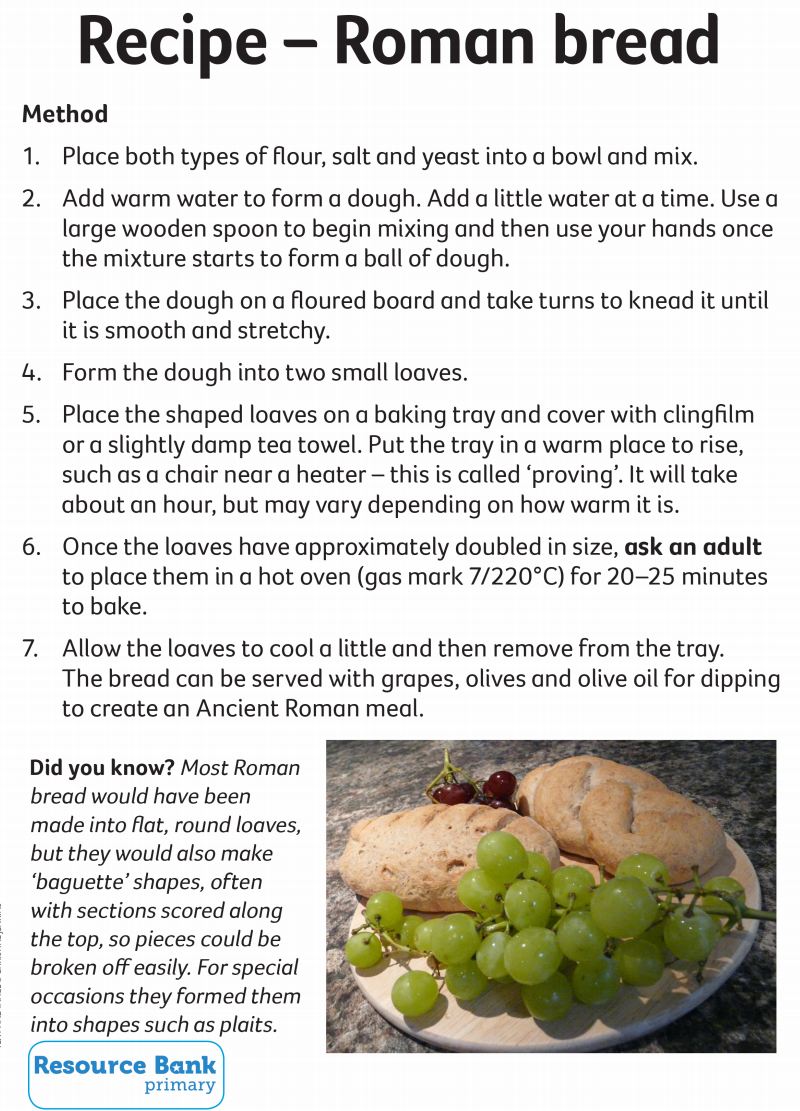 Recipe – Roman bread
Method
1. Place both types of flour, salt and yeast into a bowl and mix.
2. Add warm water to form a dough. Add a little water at a time. Use a
large wooden spoon to begin mixing and then use your hands once
the mixture starts to form a ball of dough.
3. Place the dough on a floured board and take turns to knead it until
it is smooth and stretchy.
4. Form the dough into two small loaves.
5. Place the shaped loaves on a baking tray and cover with clingfilm
or a slightly damp tea towel. Put the tray in a warm place to rise,
such as a chair near a heater – this is called ‘proving’. It will take
about an hour, but may vary depending on how warm it is.
6. Once the loaves have approximately doubled in size, ask an adult
to place them in a hot oven (gas mark 7/220°C) for 20–25 minutes
to bake.
7. Allow the loaves to cool a little and then remove from the tray.
The bread can be served with grapes, olives and olive oil for dipping
to create an Ancient Roman meal.
Did you know? Most Roman
bread would have been
made into flat, round loaves,
but they would also make
‘baguette’ shapes, often
with sections scored along
the top, so pieces could be
broken off easily. For special
occasions they formed them
into shapes such as plaits.
Resource Bank
primary